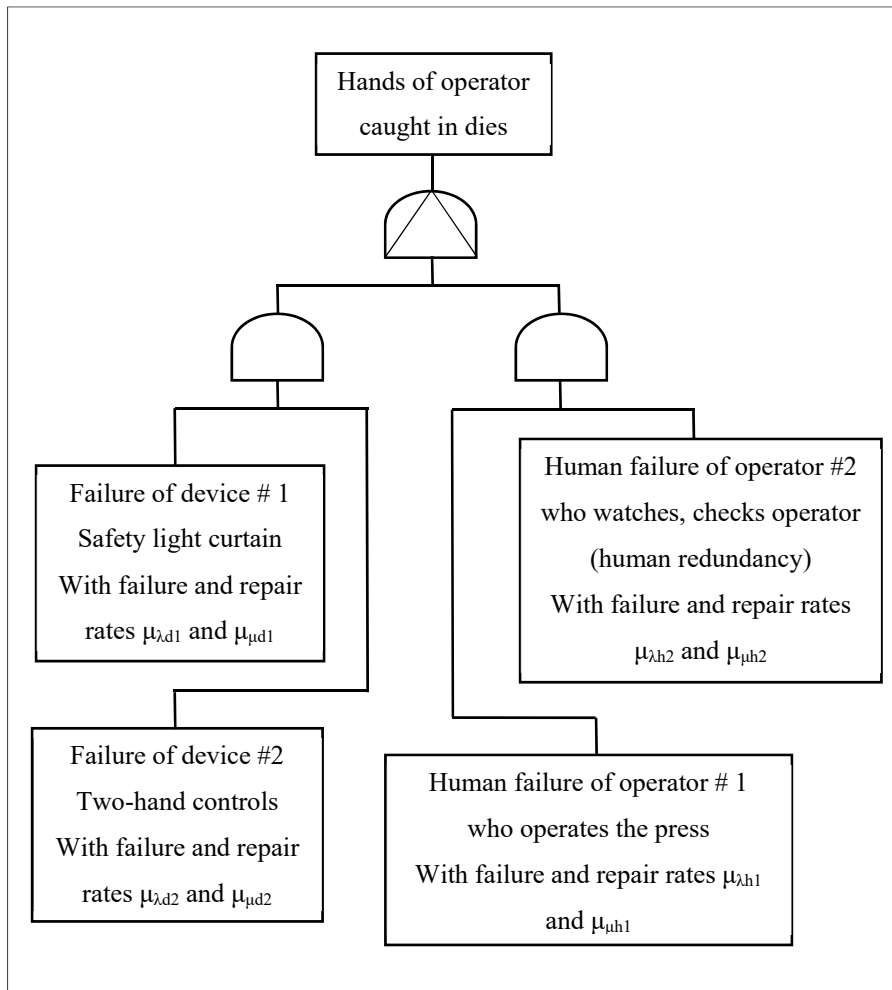 Hands of operator
caught in dies
Failure of device # 1
Safety light curtain
With failure and repair
rates μλd1 and μμd1
Human failure of operator #2
who watches, checks operator
(human redundancy)
With failure and repair rates
μλh2 and μμh2
Failure of device #2
Two-hand controls
With failure and repair
rates μλd2 and μμd2
Human failure of operator # 1
who operates the press
With failure and repair rates μλh1
and μμh1